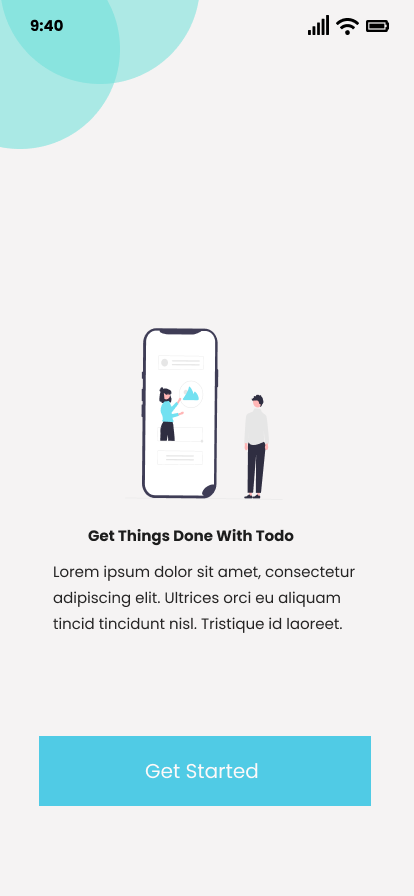 9:40
Get Things Done With Todo
Lorem ipsum dolor sit amet, consectetur
adipiscing elit. Ultrices orci eu aliquam
tincid tincidunt nisl. Tristique id laoreet.
Get Started